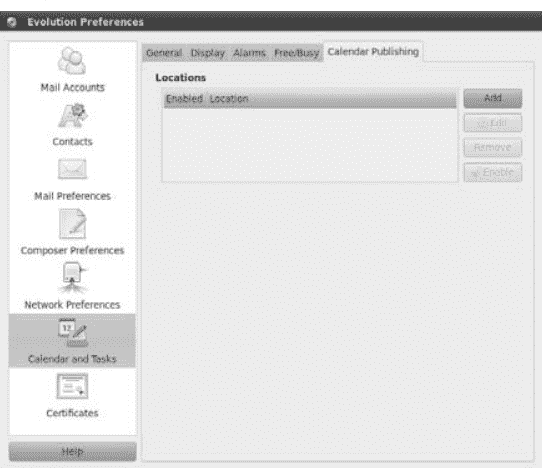 Evolution Preferences
Mail Accounts
Contacts
Mail Preferences
Composer Preferences
Network Preferences
Calendar and Tasks
Certificates
Help
General Display Alarms Free/Busy Calendar Publishing
Locations
Enabled Location
Add
Edit
Remove
Enable